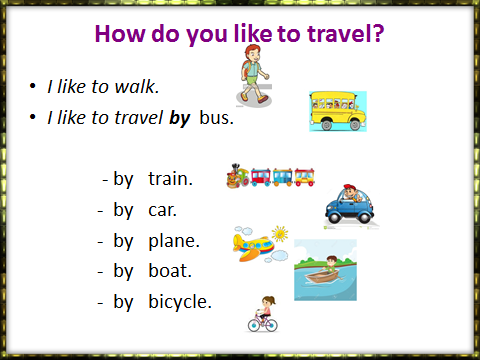 How do you like to travel?
• I like to walk.
• I like to travel by bus.
- by train.
- by car.
- by plane.
- by boat.
- by bicycle.